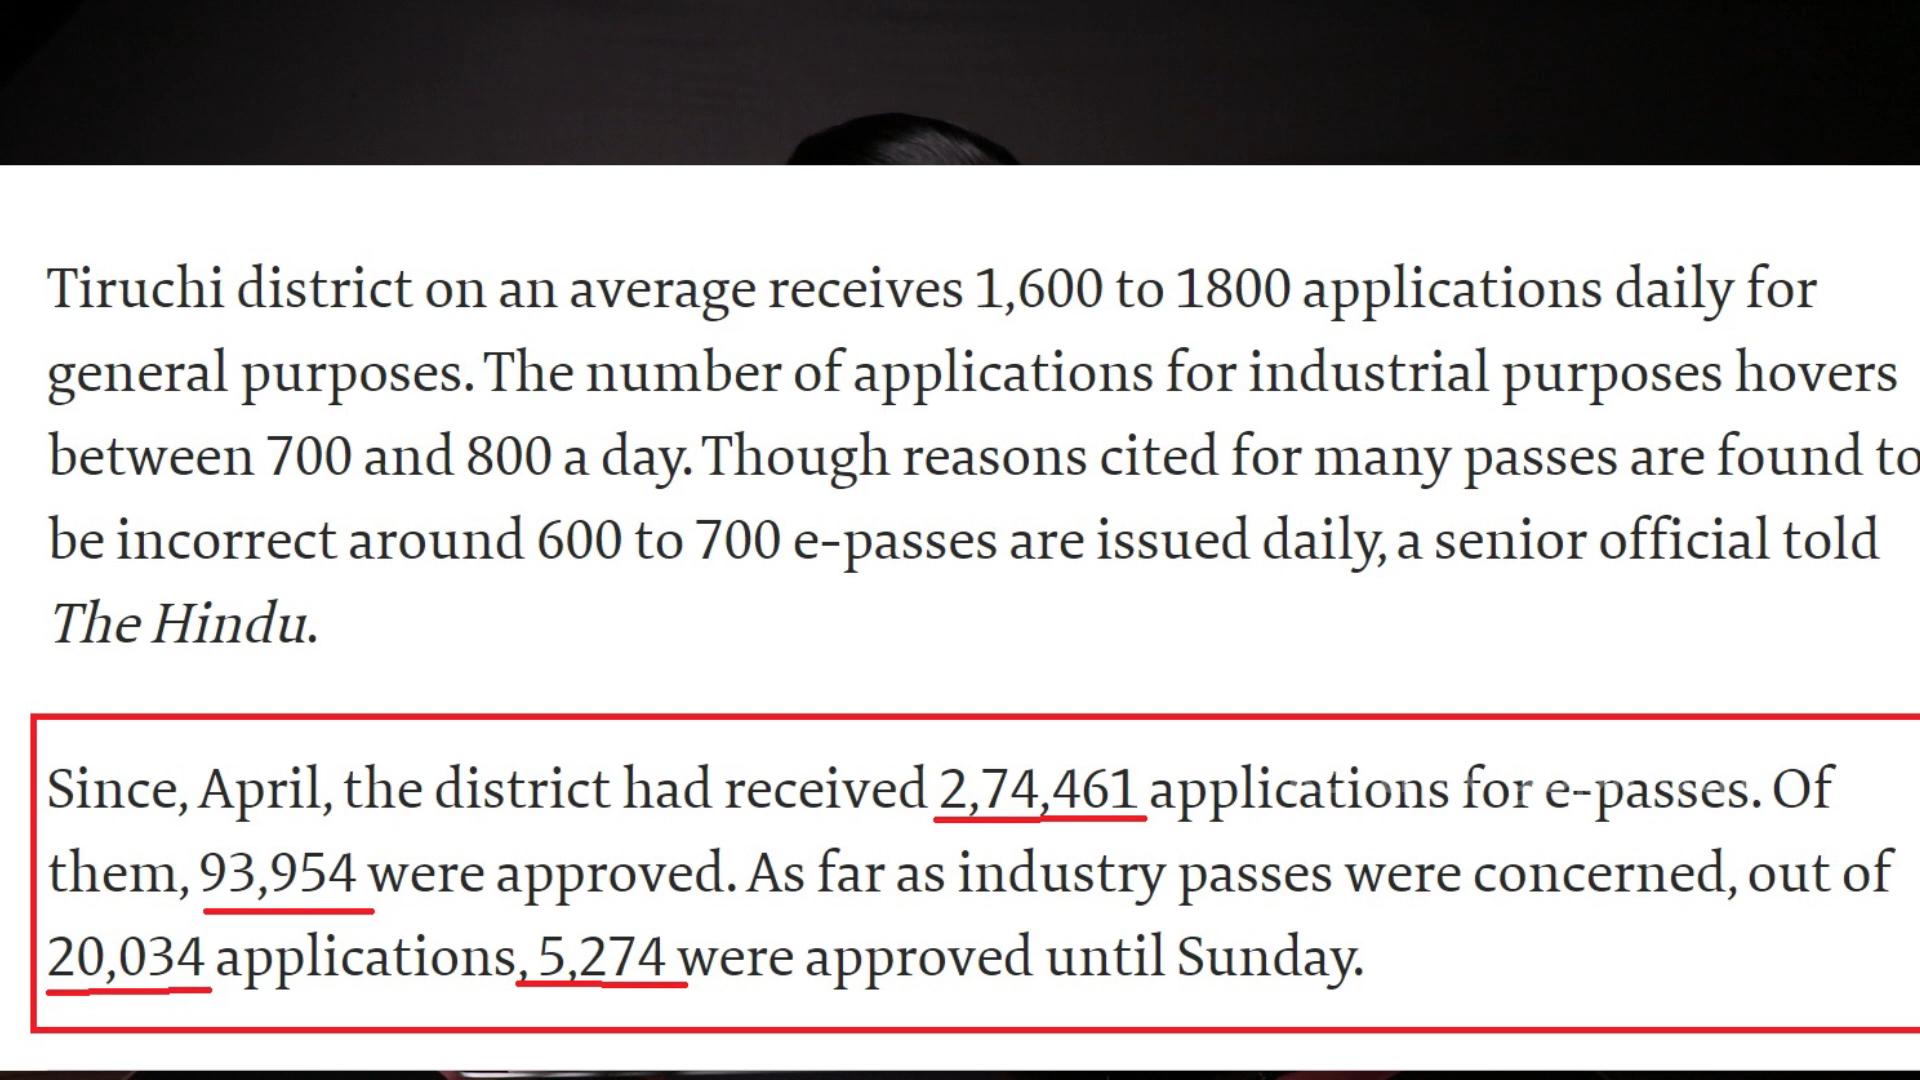 Tiruchi district on an average receives 1,600 to 1800 applications daily for
general purposes. The number of applications for industrial purposes hovers
between 700 and 800 a day. Though reasons cited for many passes are found to
be incorrect around 600 to 700 e-passes are issued daily, a senior official told
The Hindu.
Since, April, the district had received 2,74,461 applications for e-passes. Of
them, 93,954 were approved. As far as industry passes were concerned, out of
20,034 applications, 5,274 were approved until Sunday.